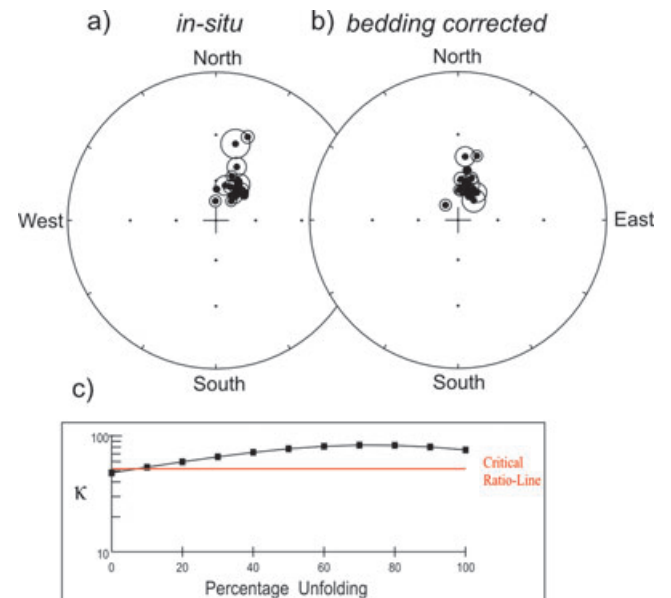 a) in-situ
b) bedding corrected
North
North
West
East
South
South
c)
100
κ
10
Critical
Ratio-Line
0 20 40 60 80 100
Percentage Unfolding